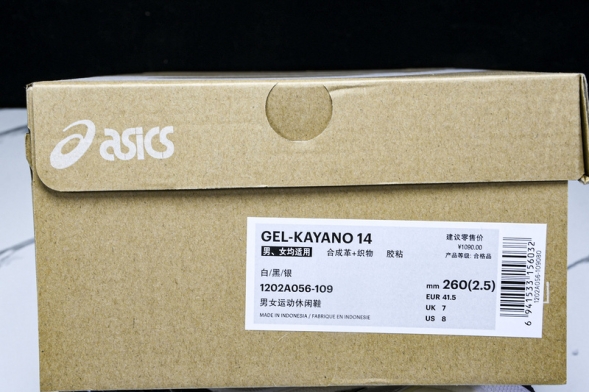 asics
GEL-KAYANO 14
男、女均适用 合成革+织物 胶粘
建议零售价
¥1090.00
产品等级: 合格品
白/黑/银
1202A056-109
男女运动休闲鞋
MADE IN INDONESIA / FABRIQUE EN INDONESIE
mm 260(2.5)
EUR 41.5
UK 7
US 8
6 941533 156032